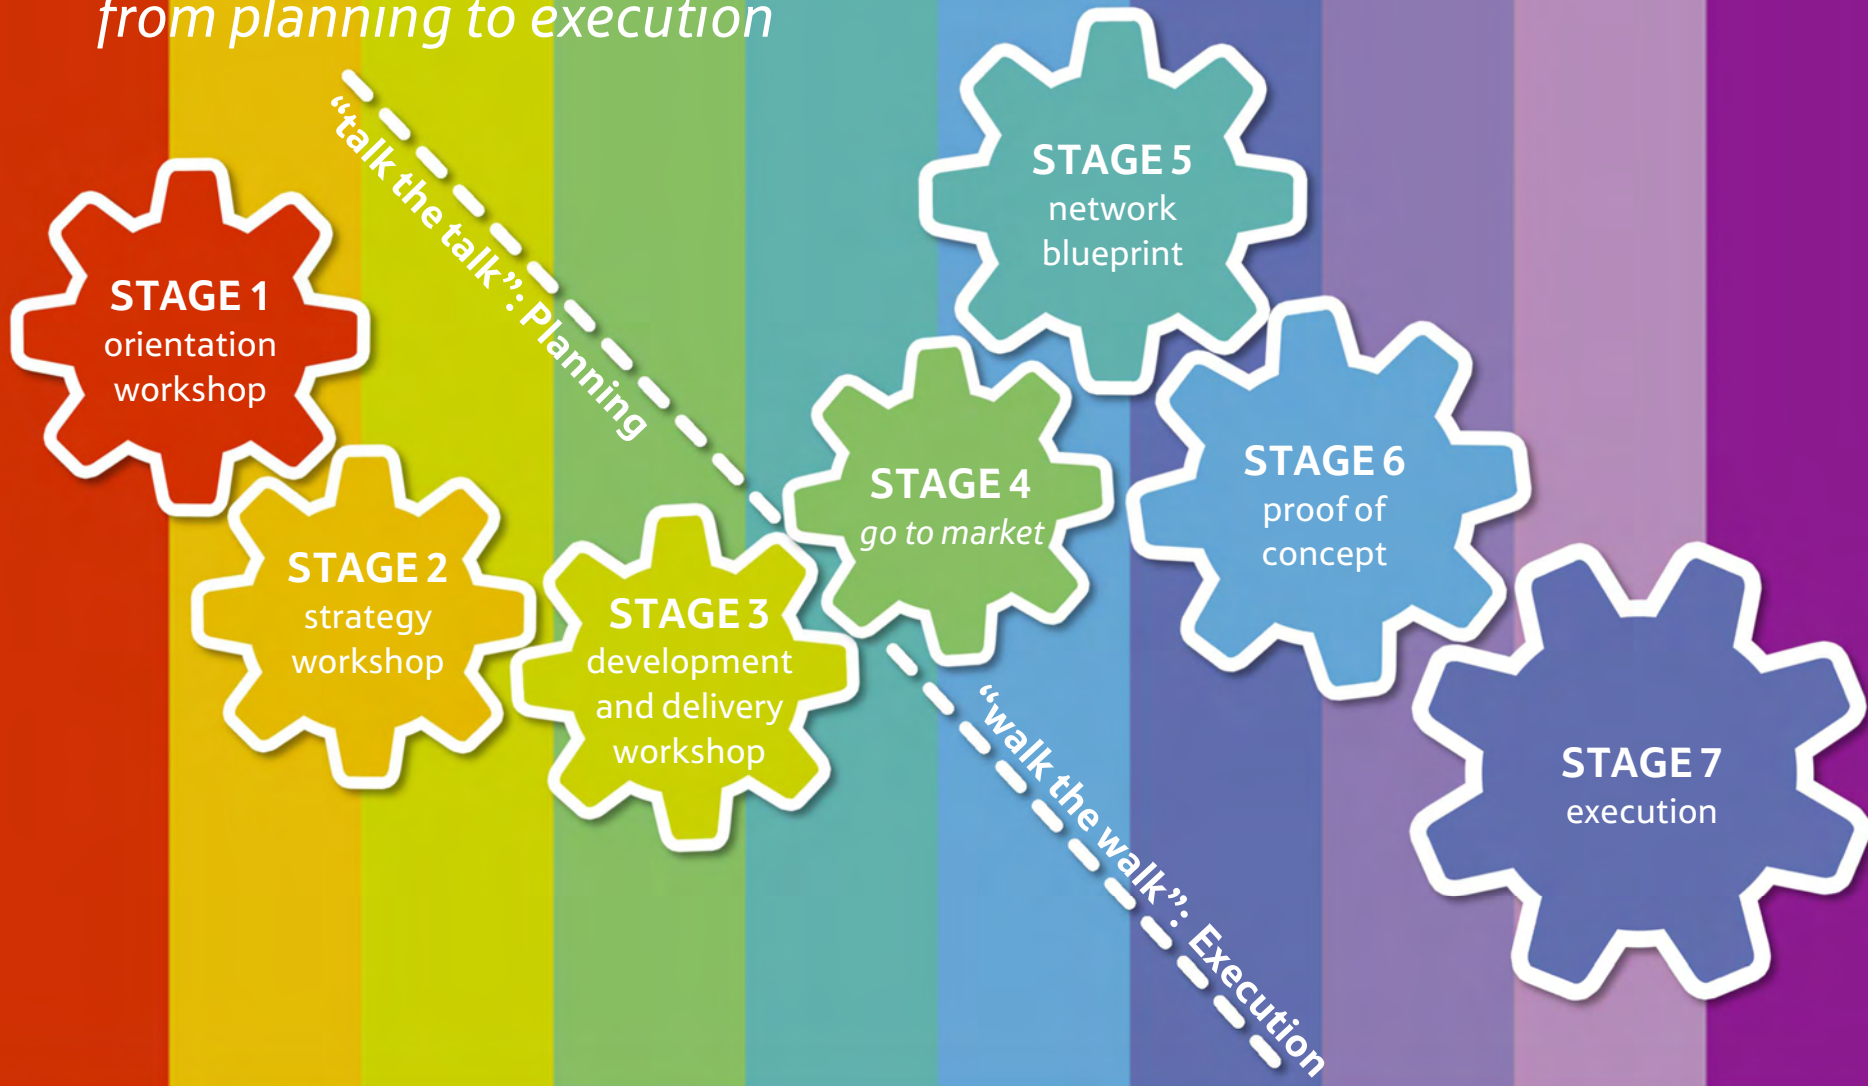 from planning to execution
"talk the talk": Planning
STAGE 1
orientation
workshop
STAGE 2
strategy
workshop
STAGE 3
development
and delivery
workshop
STAGE 4
go to market
STAGE 5
network
blueprint
STAGE 6
proof of
concept
STAGE 7
execution
"walk the walk": Execution